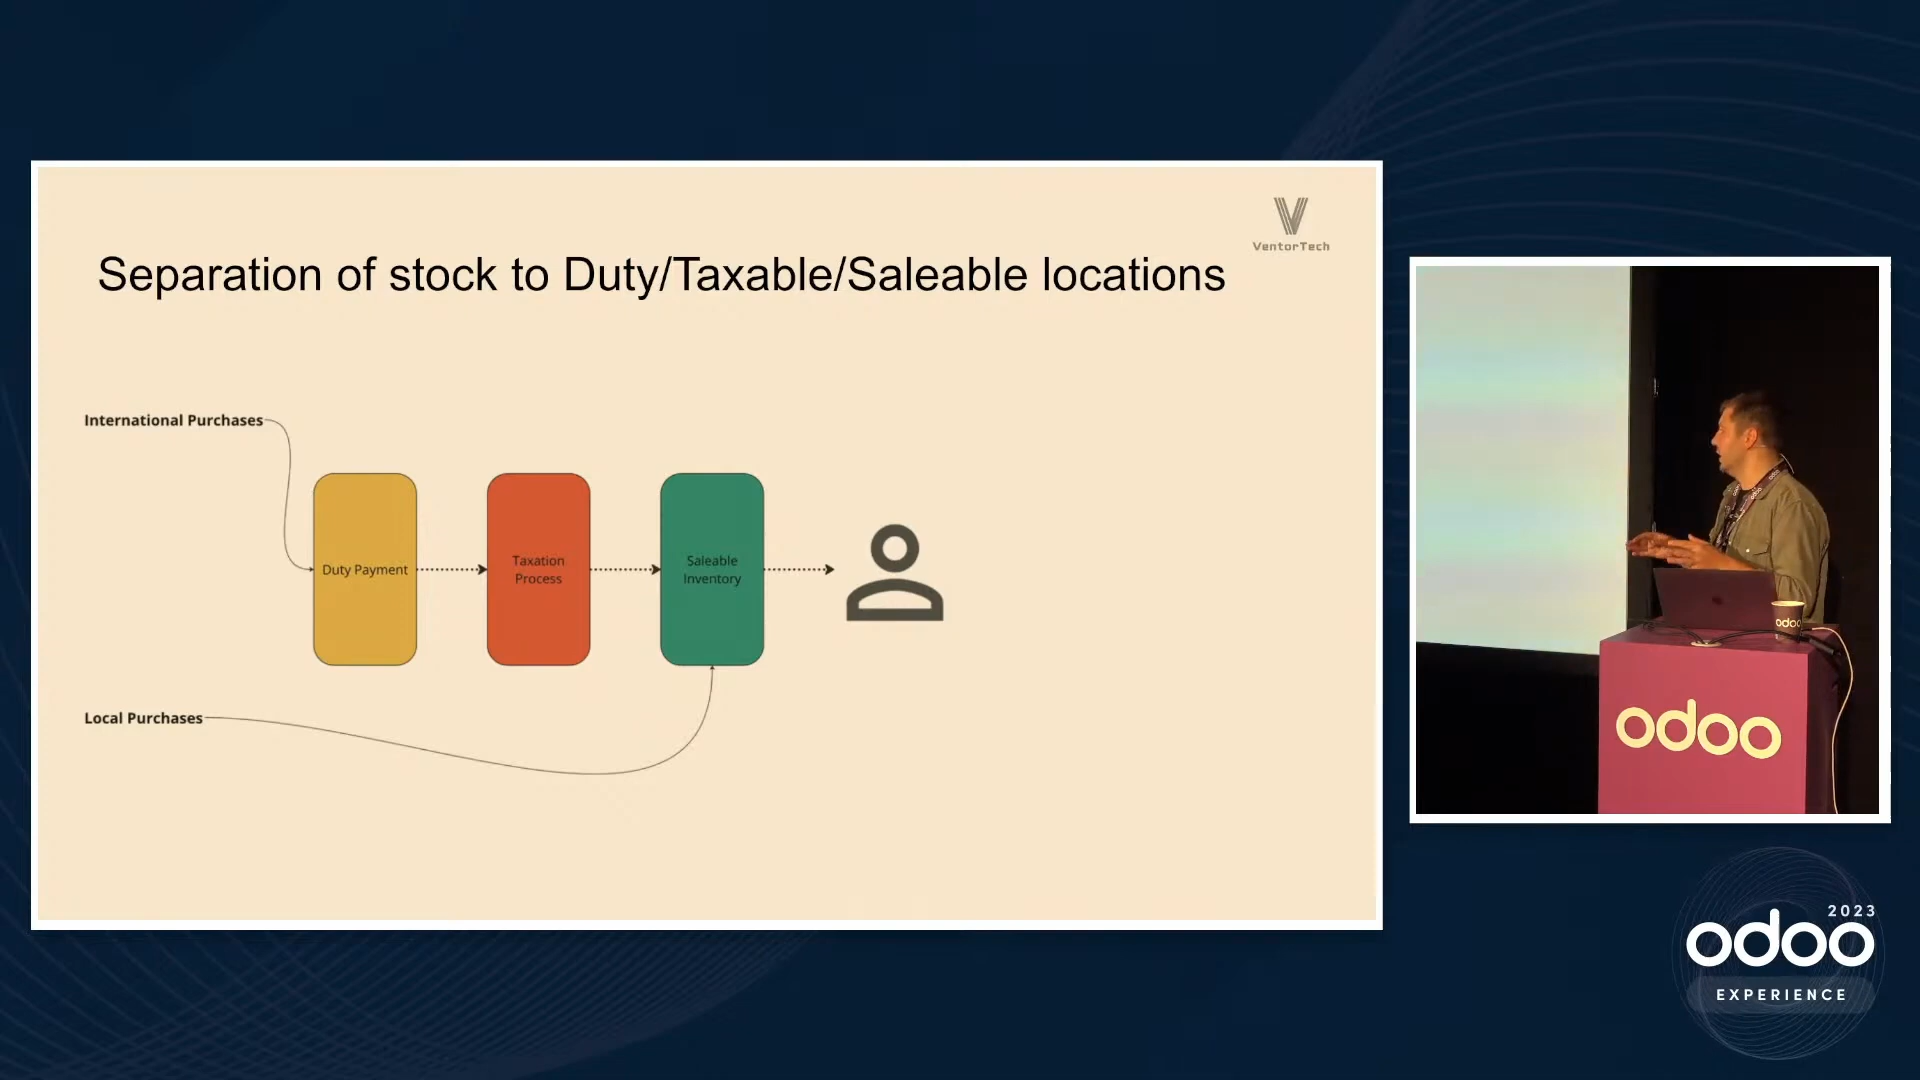 VentorTech
Separation of stock to Duty/Taxable/Saleable locations
International Purchases
Duty Payment
Taxation
Process
Saleable
Inventory
Local Purchases
odoo
odoo
2023
odoo
EXPERIENCE